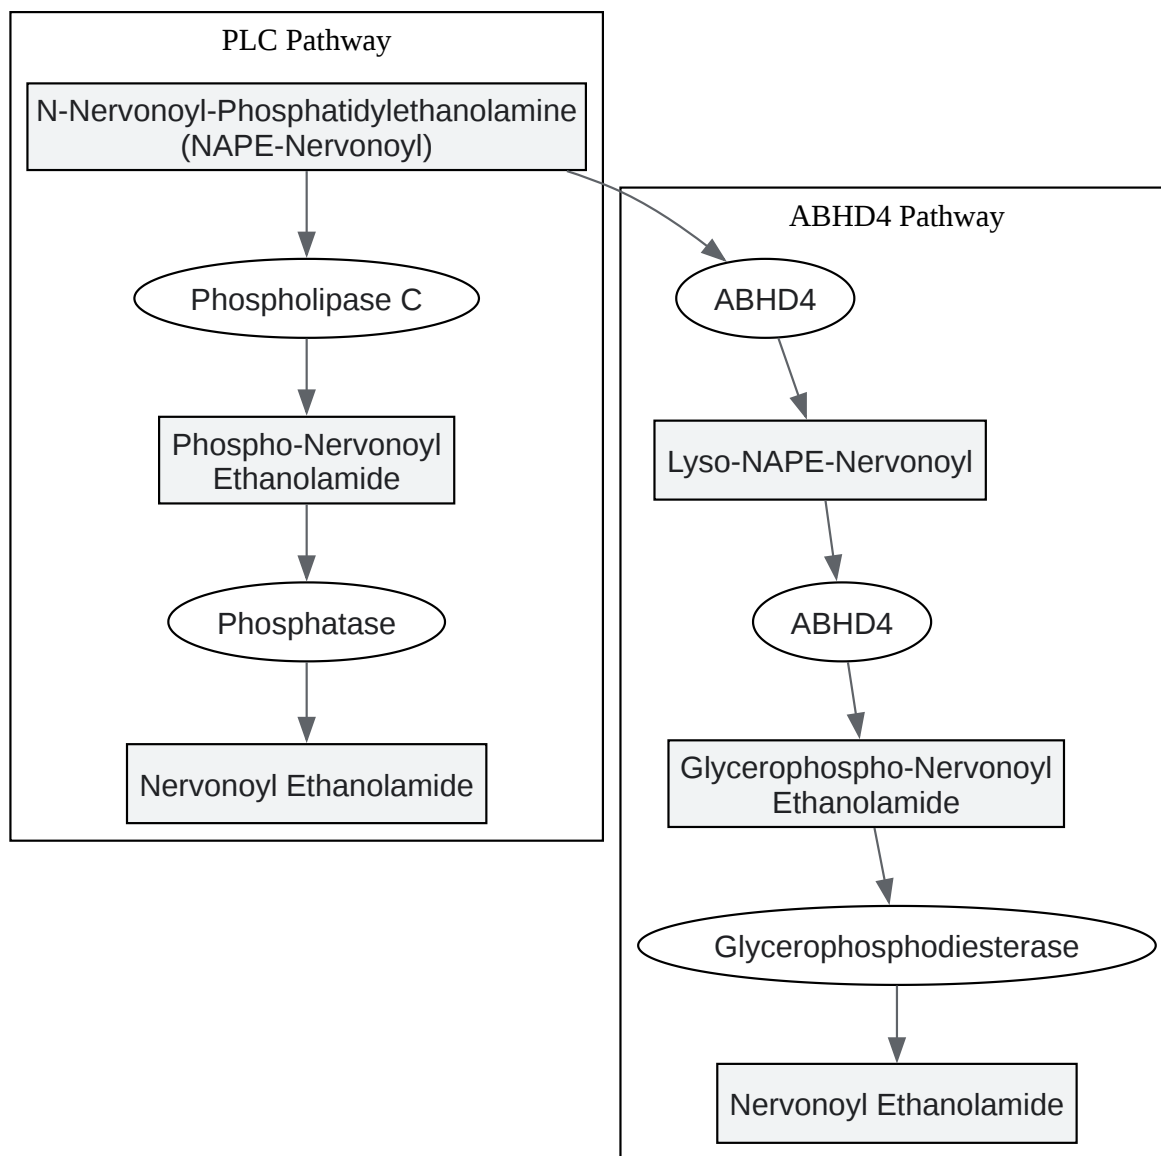 PLC Pathway
N-Nervonoyl-Phosphatidylethanolamine
(NAPE-Nervonoyl)
Phospholipase C
Phospho-Nervonoyl
Ethanolamide
Phosphatase
Nervonoyl Ethanolamide
ABHD4 Pathway
ABHD4
Lyso-NAPE-Nervonoyl
ABHD4
Glycerophospho-Nervonoyl
Ethanolamide
Glycerophosphodiesterase
Nervonoyl Ethanolamide